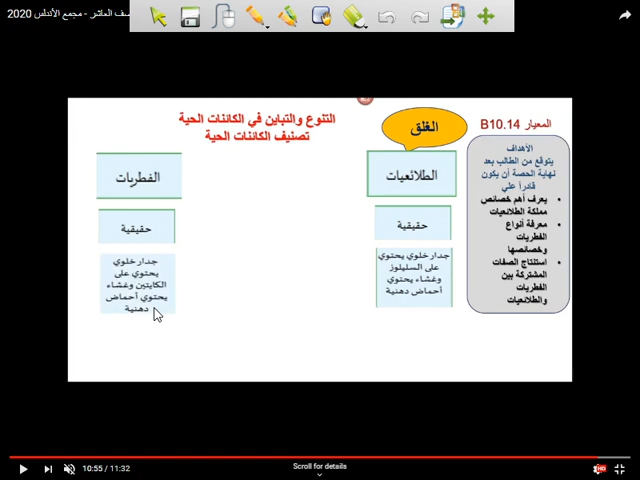 صف العاشر - مجمع الأندلس 2020
التنوع والتباين في الكائنات الحية
تصنيف الكائنات الحية
الغلق
المعيار B10.14
الأهداف
يتوقع من الطالب بعد
نهاية الحصة أن يكون
قادراً علي
• يعرف أهم خصائص
مملكة الطلائعيات
• معرفة أنواع
الفطريات
وخصائصها
• استنتاج الصفات
المشتركة بين
الفطريات
والطلائعيات
الطلائعيات
حقيقية
جدار خلوي يحتوي
على السليلوز
وغشاء يحتوي
أحماض دهنية
الفطريات
حقيقية
جدار خلوي
يحتوي على
الكايتين وغشاء
يحتوي أحماض
دهنية
10:55 / 11:32
Scroll for details
HD